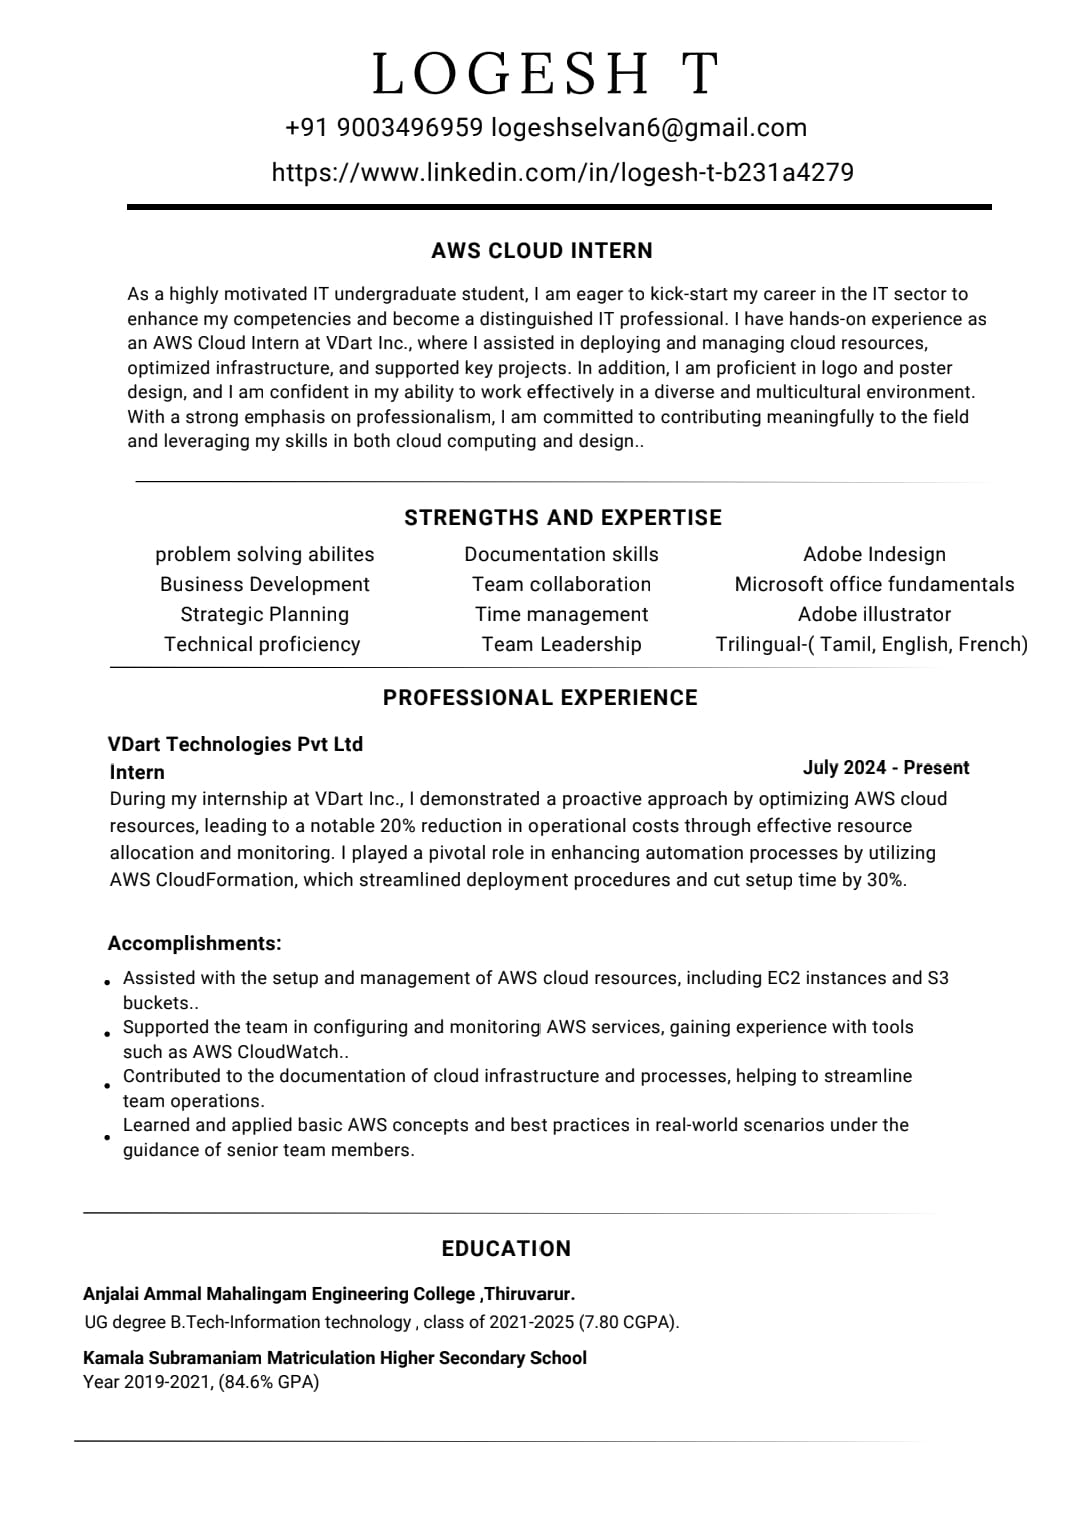 LOGESH T
+91 9003496959 logeshselvan6@gmail.com
https://www.linkedin.com/in/logesh-t-b231a4279
AWS CLOUD INTERN
As a highly motivated IT undergraduate student, I am eager to kick-start my career in the IT sector to
enhance my competencies and become a distinguished IT professional. I have hands-on experience as
an AWS Cloud Intern at VDart Inc., where I assisted in deploying and managing cloud resources,
optimized infrastructure, and supported key projects. In addition, I am proficient in logo and poster
design, and I am confident in my ability to work effectively in a diverse and multicultural environment.
With a strong emphasis on professionalism, I am committed to contributing meaningfully to the field
and leveraging my skills in both cloud computing and design..
STRENGTHS AND EXPERTISE
problem solving abilites
Business Development
Strategic Planning
Technical proficiency
Documentation skills
Team collaboration
Time management
Team Leadership
Adobe Indesign
Microsoft office fundamentals
Adobe illustrator
Trilingual-( Tamil, English, French)
PROFESSIONAL EXPERIENCE
VDart Technologies Pvt Ltd
Intern
July 2024 - Present
During my internship at VDart Inc., I demonstrated a proactive approach by optimizing AWS cloud
resources, leading to a notable 20% reduction in operational costs through effective resource
allocation and monitoring. I played a pivotal role in enhancing automation processes by utilizing
AWS CloudFormation, which streamlined deployment procedures and cut setup time by 30%.
Accomplishments:
• Assisted with the setup and management of AWS cloud resources, including EC2 instances and S3
buckets..
• Supported the team in configuring and monitoring AWS services, gaining experience with tools
such as AWS CloudWatch..
• Contributed to the documentation of cloud infrastructure and processes, helping to streamline
team operations.
• Learned and applied basic AWS concepts and best practices in real-world scenarios under the
guidance of senior team members.
EDUCATION
Anjalai Ammal Mahalingam Engineering College ,Thiruvarur.
UG degree B.Tech-Information technology , class of 2021-2025 (7.80 CGPA).
Kamala Subramaniam Matriculation Higher Secondary School
Year 2019-2021, (84.6% GPA)